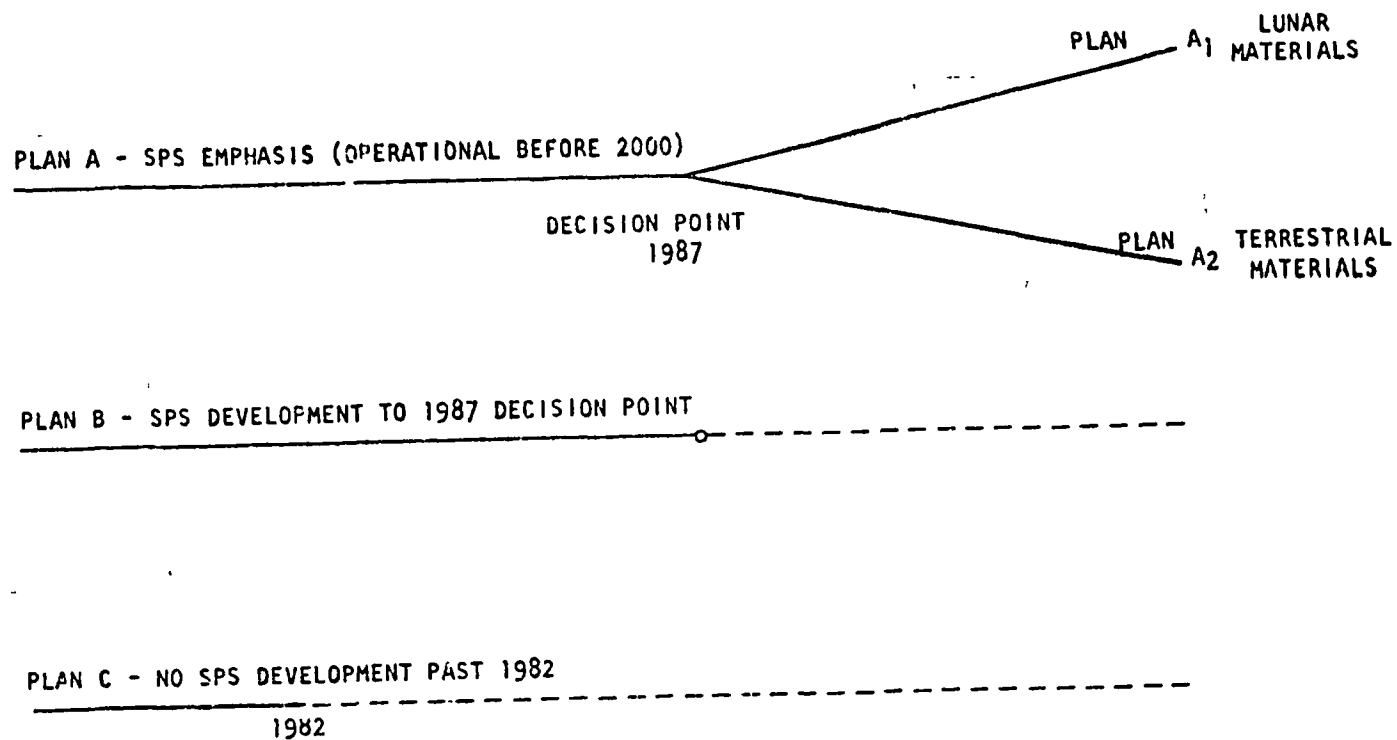 LUNAR
PLAN A1 MATERIALS
PLAN A - SPS EMPHASIS (OPERATIONAL BEFORE 2000)
DECISION POINT
1987
PLAN A2 TERRESTRIAL
MATERIALS
PLAN B - SPS DEVELOPMENT TO 1987 DECISION POINT
PLAN C - NO SPS DEVELOPMENT PAST 1982
1982